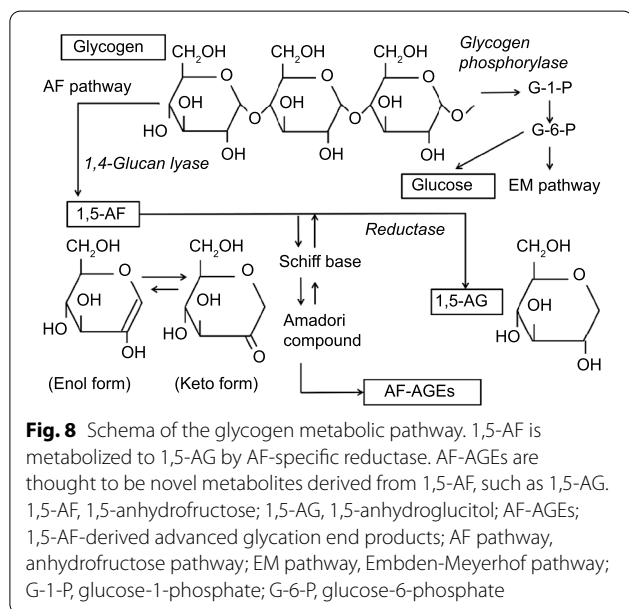 Glycogen
CH₂OH
CH₂OH
CH₂OH
Glycogen
phosphorylase
AF pathway
O
O
O
OH
OH
OH
O
O
O
HO
OH
OH
OH
G-1-P
G-6-P
1,4-Glucan lyase
Glucose
EM pathway
1,5-AF
Reductase
CH₂OH
O
OH
HO
OH
(Enol form)
CH₂OH
O
OH
HO
O
(Keto form)
Schiff base
Amadori
compound
AF-AGEs
1,5-AG
CH₂OH
O
OH
HO
OH
Fig. 8 Schema of the glycogen metabolic pathway. 1,5-AF is
metabolized to 1,5-AG by AF-specific reductase. AF-AGEs are
thought to be novel metabolites derived from 1,5-AF, such as 1,5-AG.
1,5-AF, 1,5-anhydrofructose; 1,5-AG, 1,5-anhydroglucitol; AF-AGEs;
1,5-AF-derived advanced glycation end products; AF pathway,
anhydrofructose pathway; EM pathway, Embden-Meyerhof pathway;
G-1-P, glucose-1-phosphate; G-6-P, glucose-6-phosphate